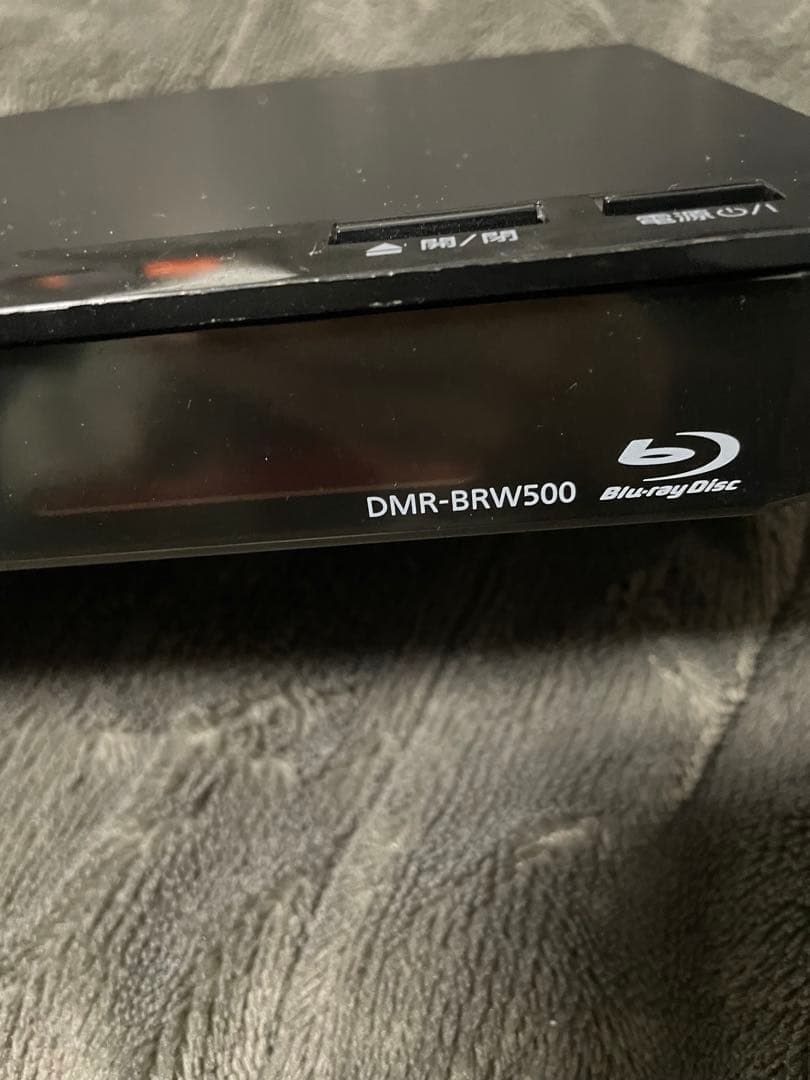 ⏏ 開/閉
電源⏻/I
DMR-BRW500
Blu-ray Disc